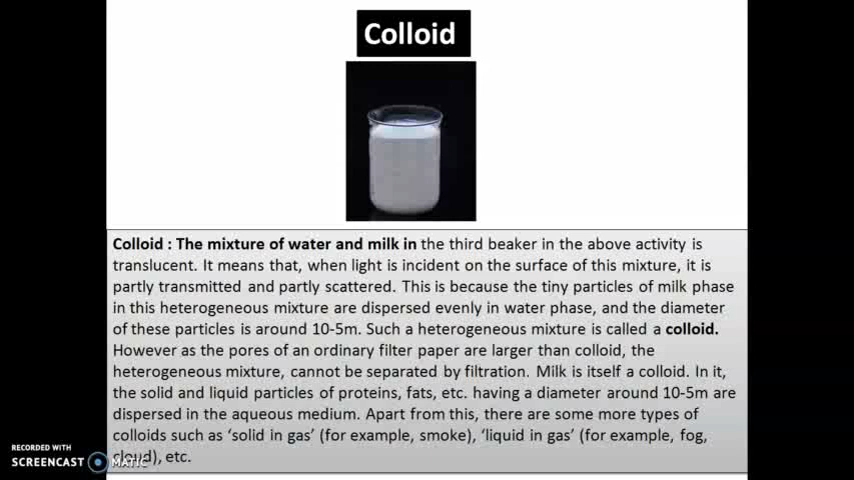 Colloid
Colloid : The mixture of water and milk in the third beaker in the above activity is
translucent. It means that, when light is incident on the surface of this mixture, it is
partly transmitted and partly scattered. This is because the tiny particles of milk phase
in this heterogeneous mixture are dispersed evenly in water phase, and the diameter
of these particles is around 10-5m. Such a heterogeneous mixture is called a colloid.
However as the pores of an ordinary filter paper are larger than colloid, the
heterogeneous mixture, cannot be separated by filtration. Milk is itself a colloid. In it,
the solid and liquid particles of proteins, fats, etc. having a diameter around 10-5m are
dispersed in the aqueous medium. Apart from this, there are some more types of
colloids such as ‘solid in gas’ (for example, smoke), ‘liquid in gas’ (for example, fog,
cloud), etc.
RECORDED WITH
SCREENCAST MATIC